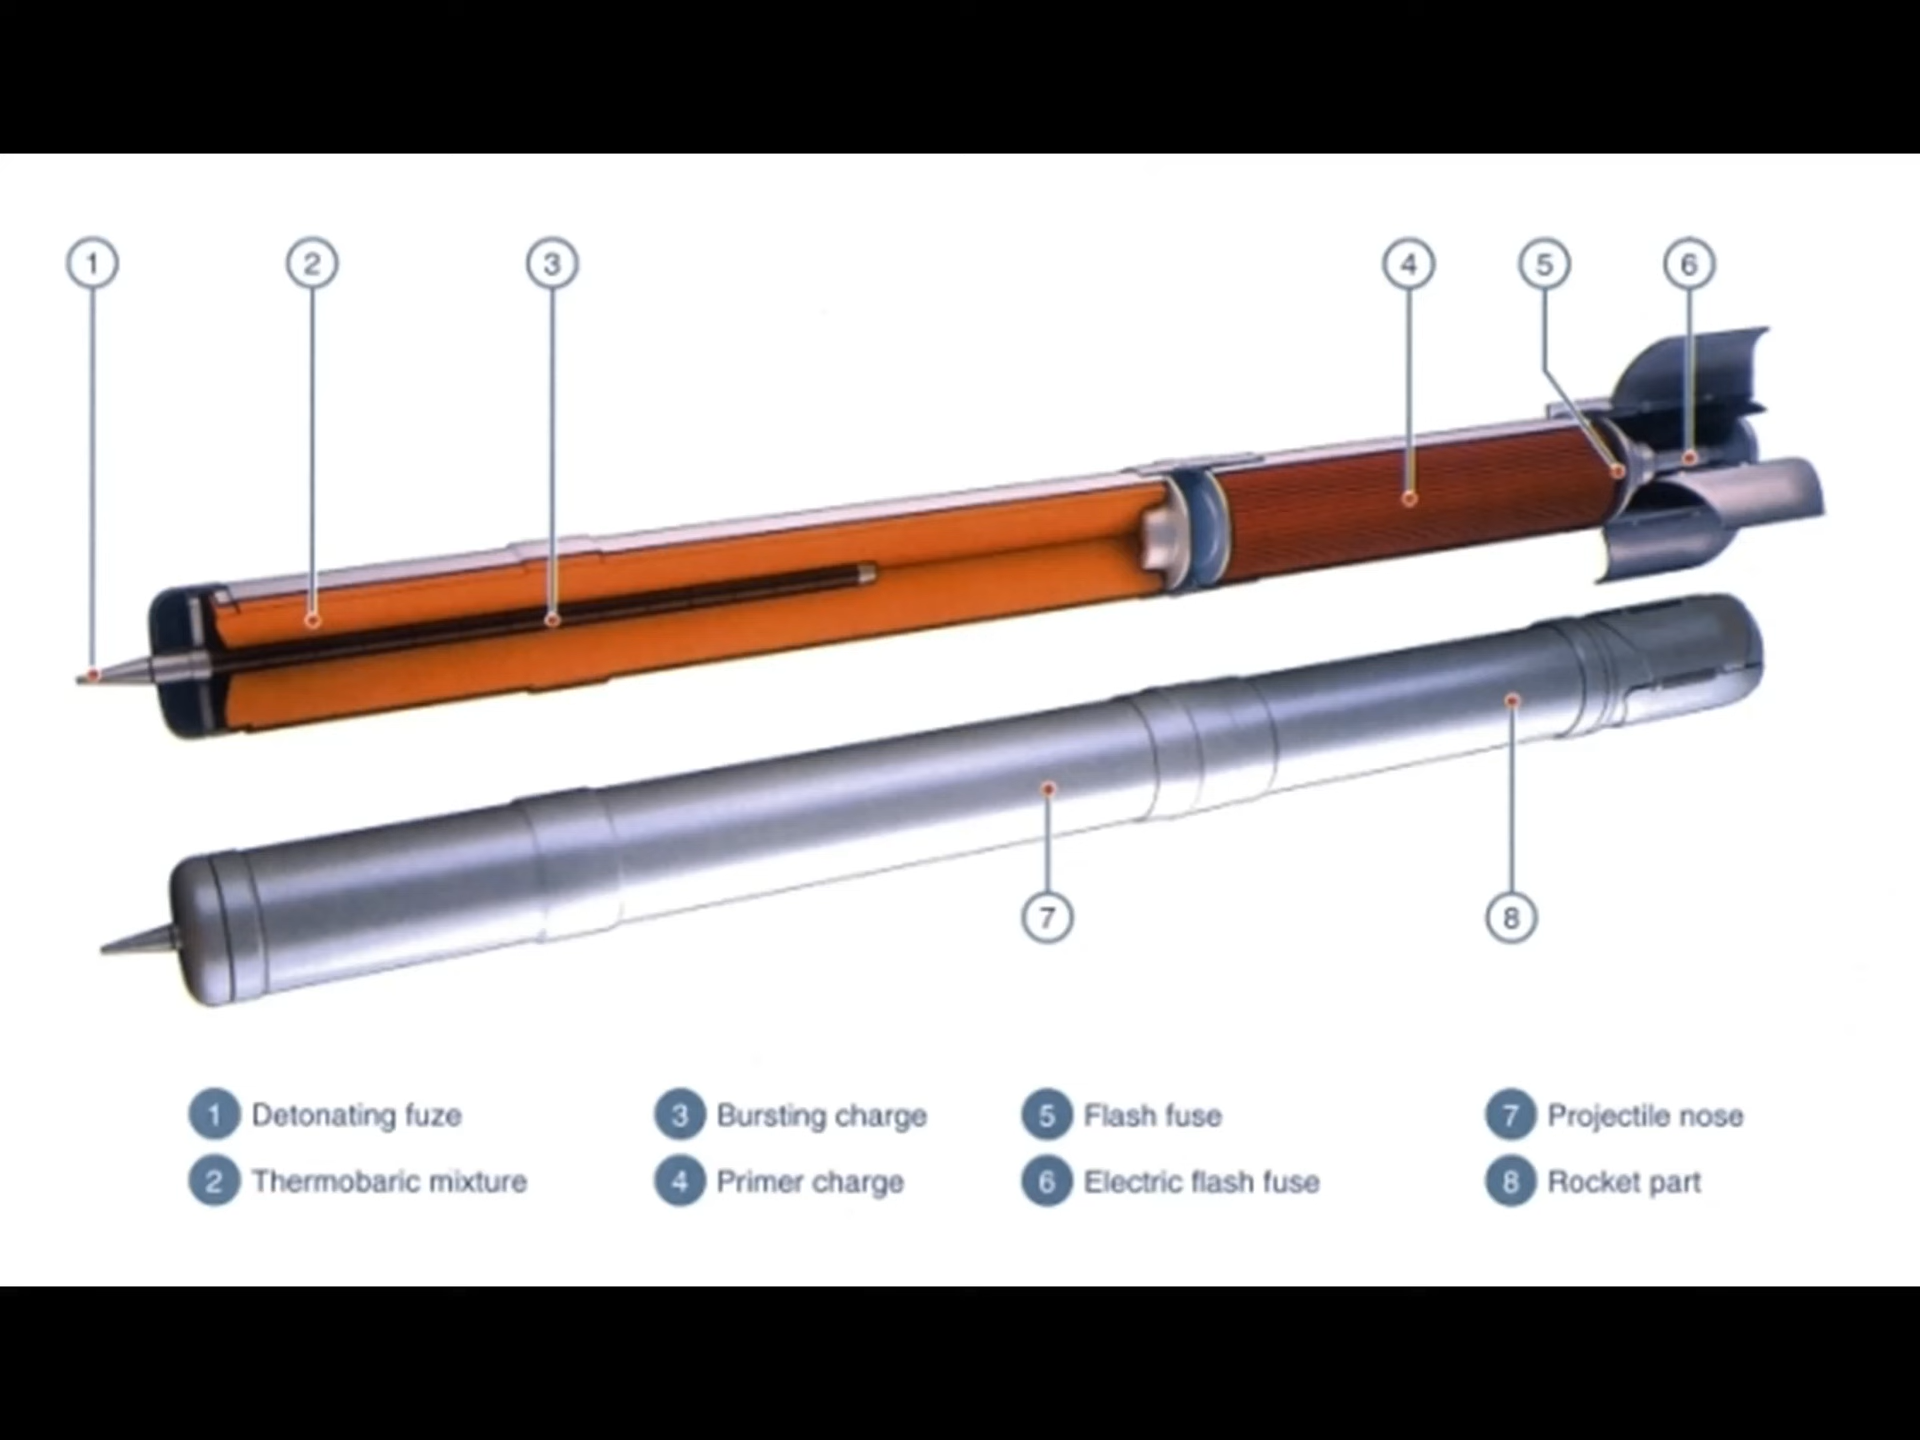 1 2 3 4 5 6
7 8
1 Detonating fuze 3 Bursting charge 5 Flash fuse 7 Projectile nose
2 Thermobaric mixture 4 Primer charge 6 Electric flash fuse 8 Rocket part